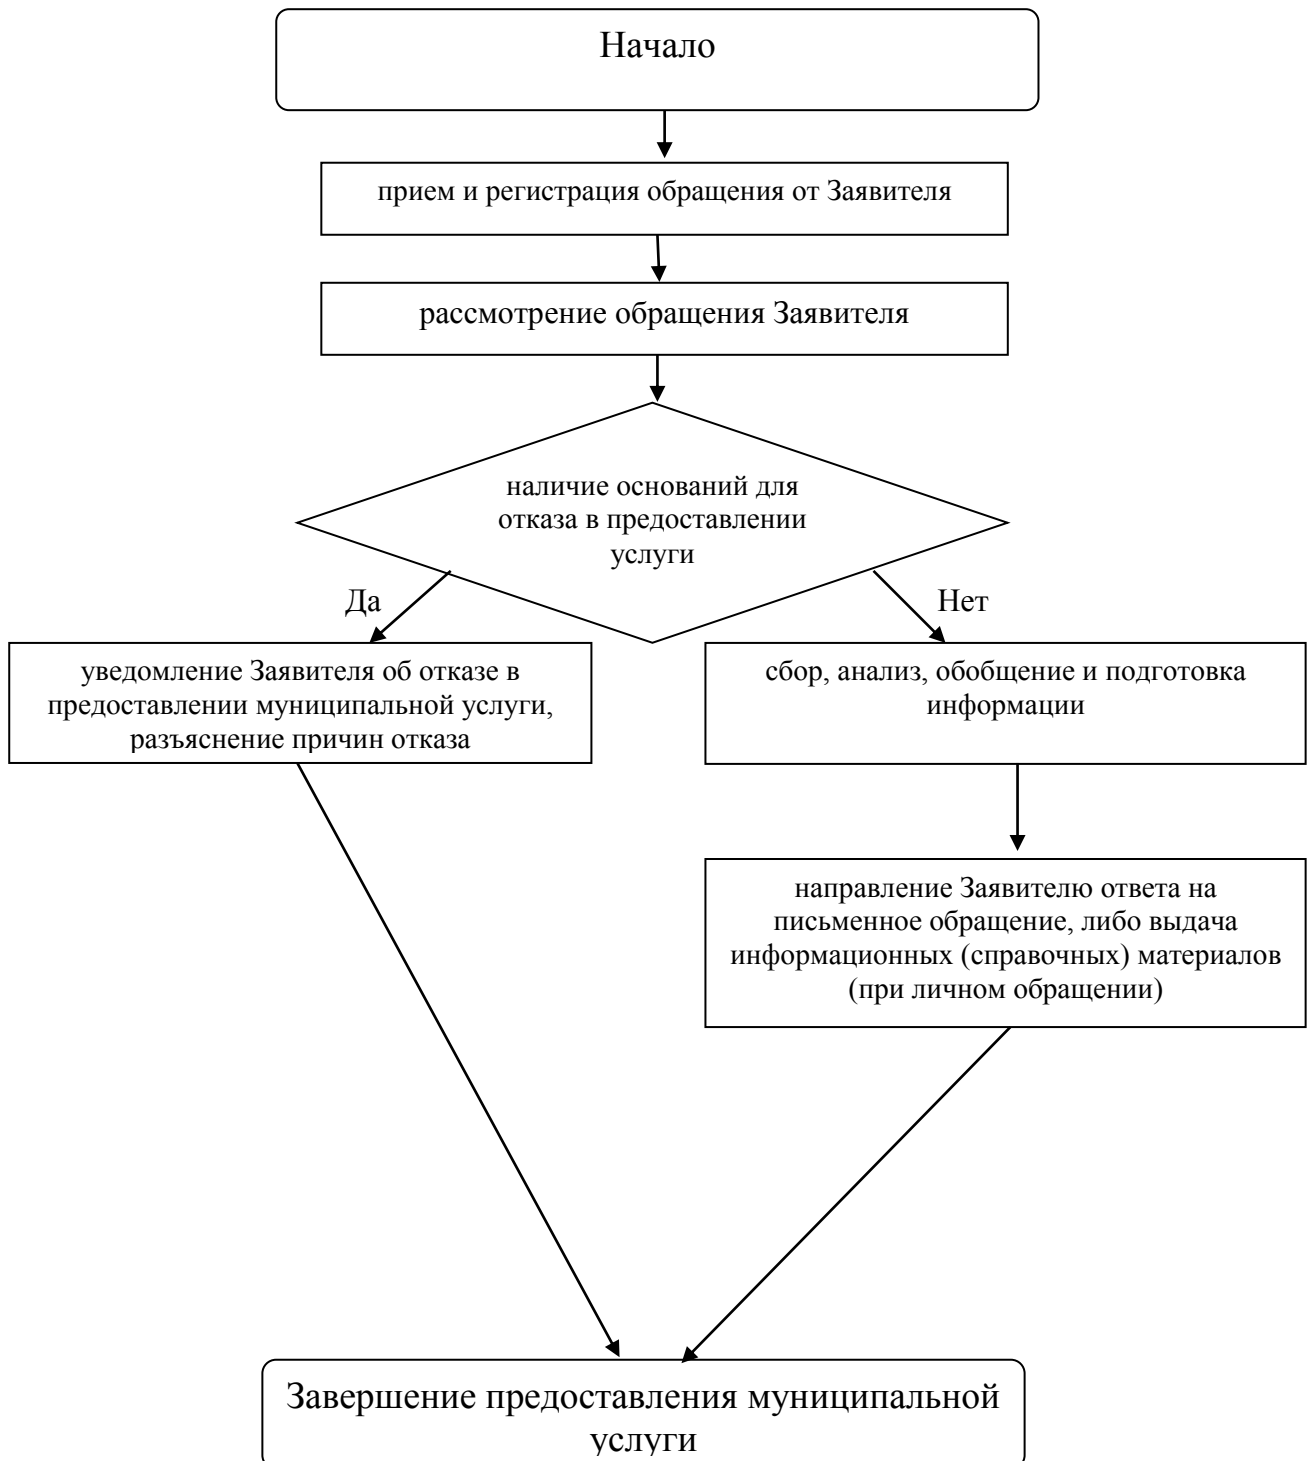 Начало
прием и регистрация обращения от Заявителя
рассмотрение обращения Заявителя
наличие оснований для
отказа в предоставлении
услуги
Да
Нет
уведомление Заявителя об отказе в
предоставлении муниципальной услуги,
разъяснение причин отказа
сбор, анализ, обобщение и подготовка
информации
направление Заявителю ответа на
письменное обращение, либо выдача
информационных (справочных) материалов
(при личном обращении)
Завершение предоставления муниципальной
услуги